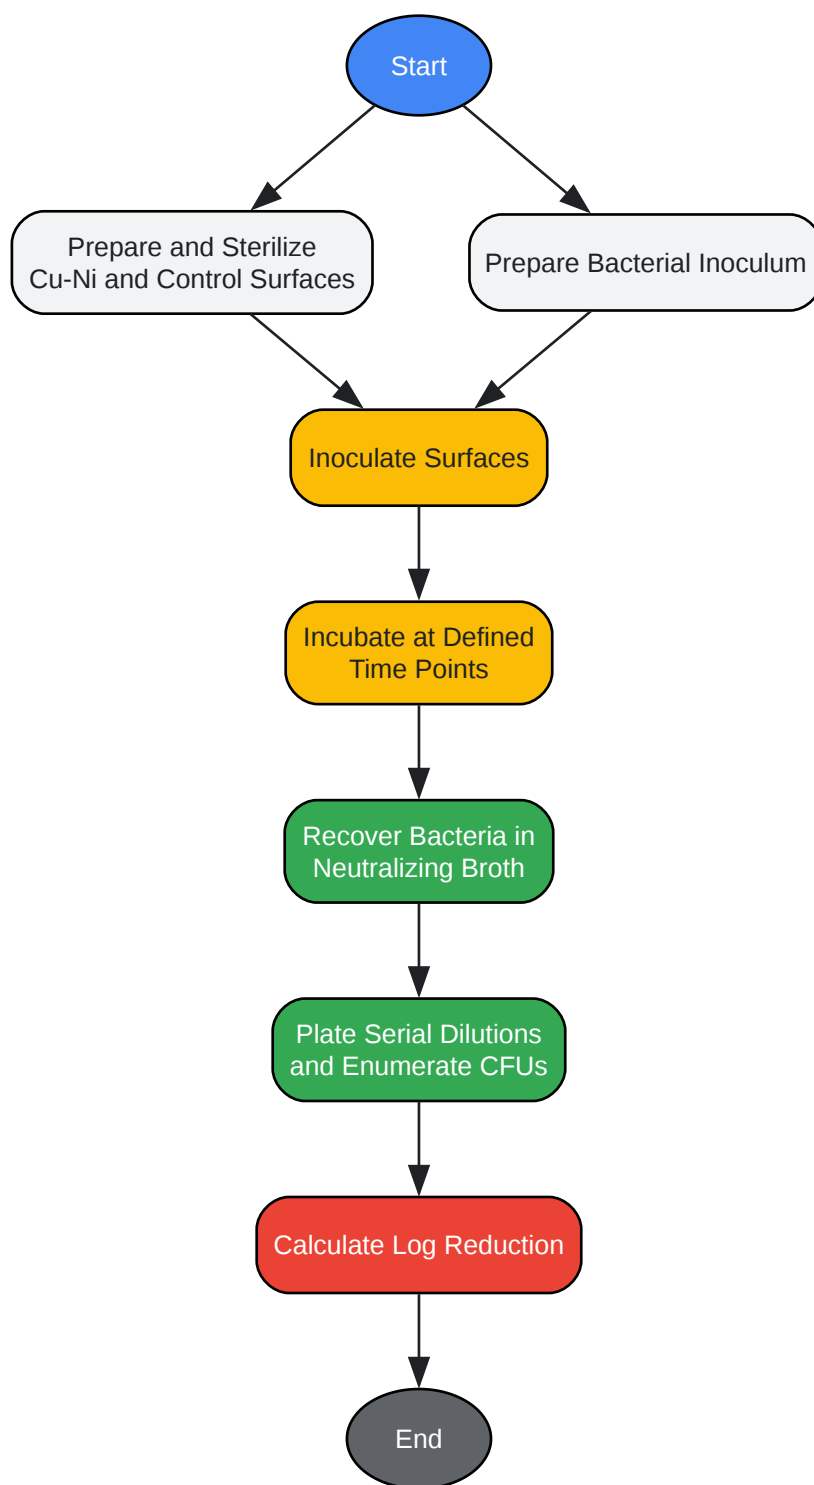 Start
Prepare and Sterilize
Cu-Ni and Control Surfaces
Prepare Bacterial Inoculum
Inoculate Surfaces
Incubate at Defined
Time Points
Recover Bacteria in
Neutralizing Broth
Plate Serial Dilutions
and Enumerate CFUs
Calculate Log Reduction
End